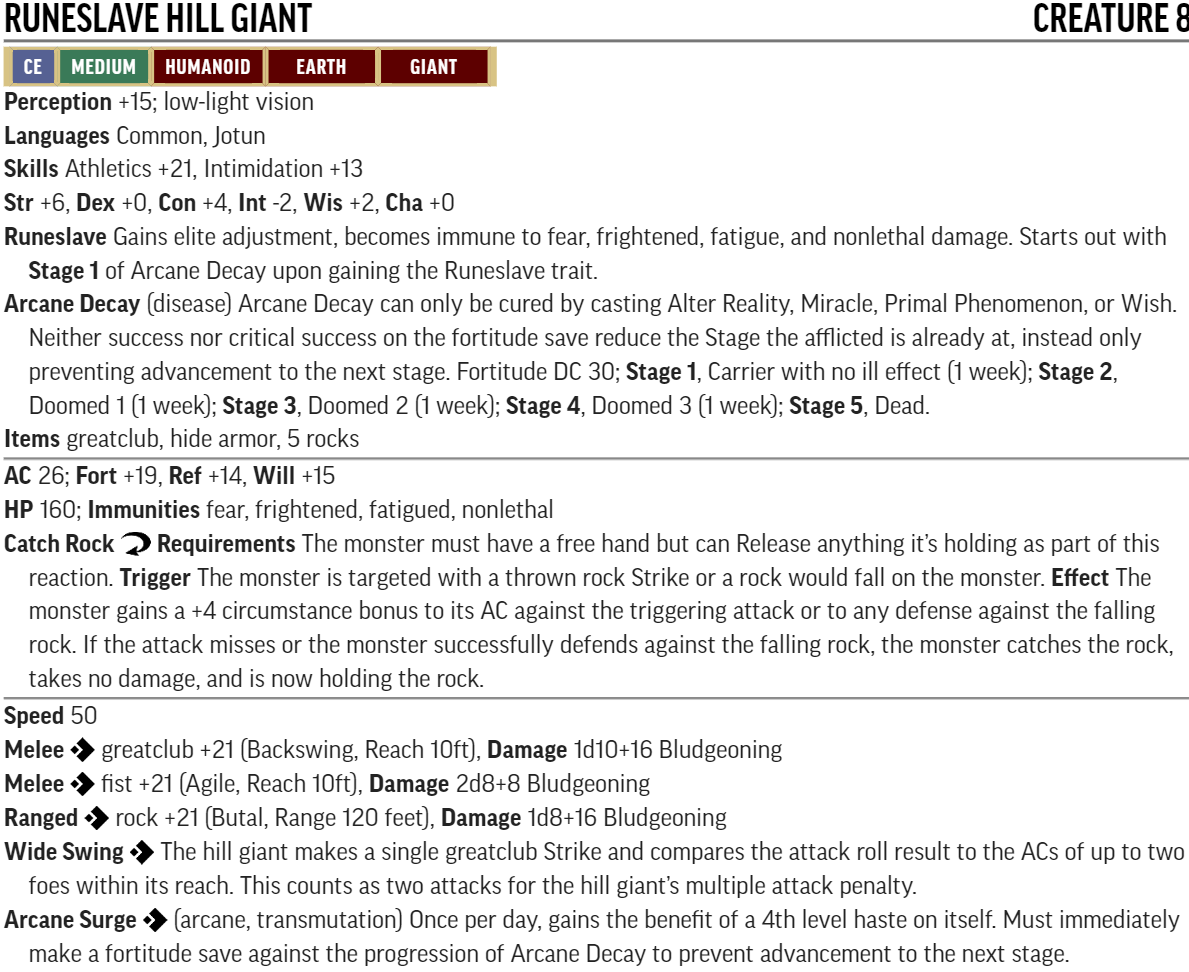 RUNESLAVE HILL GIANT CREATURE 8
CE MEDIUM HUMANOID EARTH GIANT
Perception +15; low-light vision
Languages Common, Jotun
Skills Athletics +21, Intimidation +13
Str +6, Dex +0, Con +4, Int -2, Wis +2, Cha +0
Runeslave Gains elite adjustment, becomes immune to fear, frightened, fatigue, and nonlethal damage. Starts out with
Stage 1 of Arcane Decay upon gaining the Runeslave trait.
Arcane Decay (disease) Arcane Decay can only be cured by casting Alter Reality, Miracle, Primal Phenomenon, or Wish.
Neither success nor critical success on the fortitude save reduce the Stage the afflicted is already at, instead only
preventing advancement to the next stage. Fortitude DC 30; Stage 1, Carrier with no ill effect (1 week); Stage 2,
Doomed 1 (1 week); Stage 3, Doomed 2 (1 week); Stage 4, Doomed 3 (1 week); Stage 5, Dead.
Items greatclub, hide armor, 5 rocks
AC 26; Fort +19, Ref +14, Will +15
HP 160; Immunities fear, frightened, fatigued, nonlethal
Catch Rock Requirements The monster must have a free hand but can Release anything it's holding as part of this
reaction. Trigger The monster is targeted with a thrown rock Strike or a rock would fall on the monster. Effect The
monster gains a +4 circumstance bonus to its AC against the triggering attack or to any defense against the falling
rock. If the attack misses or the monster successfully defends against the falling rock, the monster catches the rock,
takes no damage, and is now holding the rock.
Speed 50
Melee greatclub +21 (Backswing, Reach 10ft), Damage 1d10+16 Bludgeoning
Melee fist +21 (Agile, Reach 10ft), Damage 2d8+8 Bludgeoning
Ranged rock +21 (Butal, Range 120 feet), Damage 1d8+16 Bludgeoning
Wide Swing The hill giant makes a single greatclub Strike and compares the attack roll result to the ACs of up to two
foes within its reach. This counts as two attacks for the hill giant's multiple attack penalty.
Arcane Surge (arcane, transmutation) Once per day, gains the benefit of a 4th level haste on itself. Must immediately
make a fortitude save against the progression of Arcane Decay to prevent advancement to the next stage.